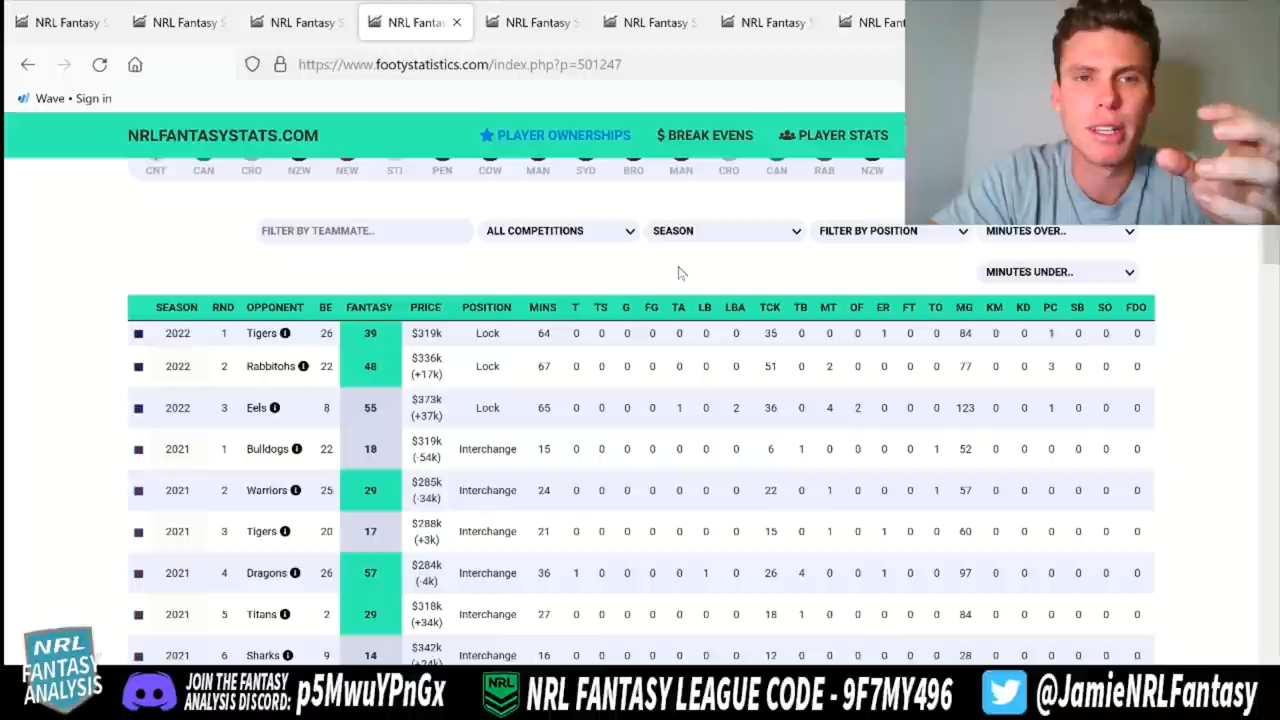 NRL Fantasy S NRL Fantasy S NRL Fantasy S NRL Fantas NRL Fantasy S NRL Fantasy S NRL Fantasy S NRL Fant
https://www.footystatistics.com/index.php?p=501247
Wave • Sign in
NRLFANTASYSTATS.COM PLAYER OWNERSHIPS $ BREAK EVENS PLAYER STATS
CNT CAN CRO NZW NEW STI PEN COW MAN SYD BRO MAN CRO CAN RAB NZW
FILTER BY TEAMMATE.. ALL COMPETITIONS SEASON FILTER BY POSITION MINUTES OVER..
MINUTES UNDER..
SEASON RND OPPONENT BE FANTASY PRICE POSITION MINS T TS G FG TA LB LBA TCK TB MT OF ER FT TO MG KM KD PC SB SO FDO
2022 1 Tigers 26 39 $319k Lock 64 0 0 0 0 0 0 0 35 0 0 0 1 0 0 84 0 0 1 0 0 0
2022 2 Rabbitohs 22 48 $336k (+17k) Lock 67 0 0 0 0 0 0 0 51 0 2 0 0 0 0 77 0 0 3 0 0 0
2022 3 Eels 8 55 $373k (+37k) Lock 65 0 0 0 0 1 0 2 36 0 4 2 0 0 0 123 0 0 1 0 0 0
2021 1 Bulldogs 22 18 $319k (-54k) Interchange 15 0 0 0 0 0 0 0 6 1 0 0 0 0 1 52 0 0 0 0 0 0
2021 2 Warriors 25 29 $285k (-34k) Interchange 24 0 0 0 0 0 0 0 22 0 0 0 0 0 1 57 0 0 0 0 0 0
2021 3 Tigers 20 17 $288k (+3k) Interchange 21 0 0 0 0 0 0 0 15 0 1 0 1 0 0 60 0 0 0 0 0 0
2021 4 Dragons 26 57 $284k (-4k) Interchange 36 1 0 0 0 0 1 0 26 4 0 0 1 0 0 97 0 0 0 0 0 0
2021 5 Titans 2 29 $318k (+34k) Interchange 27 0 0 0 0 0 0 0 18 1 0 0 0 0 0 84 0 0 0 0 0 0
2021 6 Sharks 9 14 $342k (+24k) Interchange 16 0 0 0 0 0 0 0 12 0 0 0 0 0 0 28 0 0 0 0 0 0
NRL
FANTASY
ANALYSIS
JOIN THE FANTASY
ANALYSIS DISCORD: p5MwuYPnGx
NRL
NRL FANTASY LEAGUE CODE - 9F7MY496
@JamieNRLFantasy